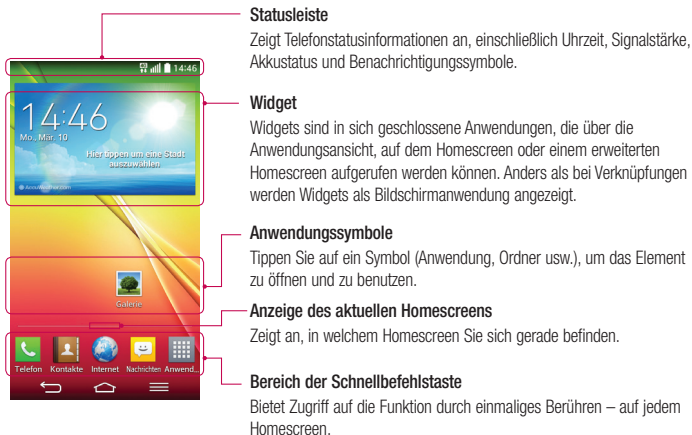 14:46
14:46
Mo., Mär. 10
Hier tippen um eine Stadt
auszuwählen
AccuWeather.com
Galerie
Telefon Kontakte Internet Nachrichten Anwend...
Statusleiste
Zeigt Telefonstatusinformationen an, einschließlich Uhrzeit, Signalstärke,
Akkustatus und Benachrichtigungssymbole.
Widget
Widgets sind in sich geschlossene Anwendungen, die über die
Anwendungsansicht, auf dem Homescreen oder einem erweiterten
Homescreen aufgerufen werden können. Anders als bei Verknüpfungen
werden Widgets als Bildschirmanwendung angezeigt.
Anwendungssymbole
Tippen Sie auf ein Symbol (Anwendung, Ordner usw.), um das Element
zu öffnen und zu benutzen.
Anzeige des aktuellen Homescreens
Zeigt an, in welchem Homescreen Sie sich gerade befinden.
Bereich der Schnellbefehlstaste
Bietet Zugriff auf die Funktion durch einmaliges Berühren – auf jedem
Homescreen.